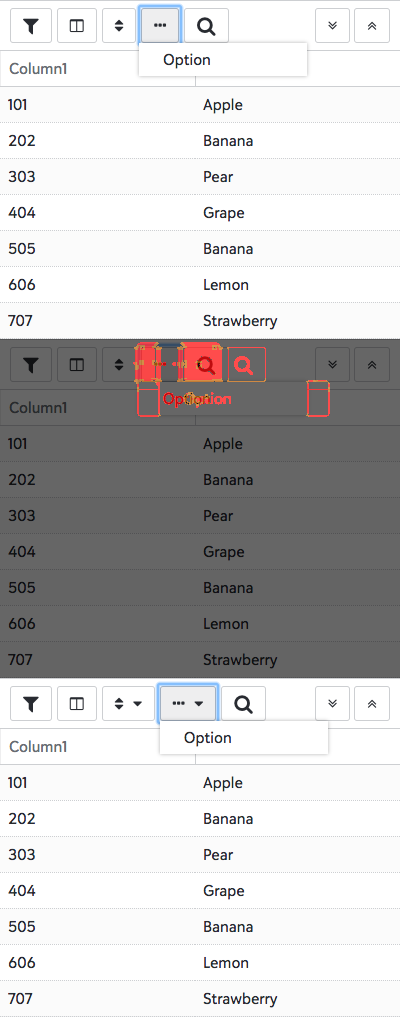 Option
Column1
101 Apple
202 Banana
303 Pear
404 Grape
505 Banana
606 Lemon
707 Strawberry
Option
Column1
101 Apple
202 Banana
303 Pear
404 Grape
505 Banana
606 Lemon
707 Strawberry
Option
Column1
101 Apple
202 Banana
303 Pear
404 Grape
505 Banana
606 Lemon
707 Strawberry